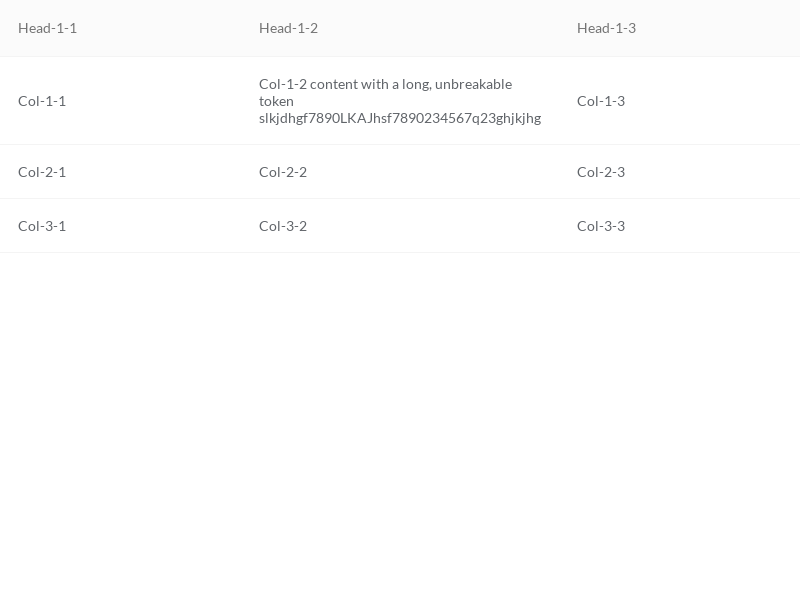 Head-1-1 Head-1-2 Head-1-3
Col-1-1 Col-1-2 content with a long, unbreakable
token
slkjdhgf7890LKAJhsf7890234567q23ghjkjhg Col-1-3
Col-2-1 Col-2-2 Col-2-3
Col-3-1 Col-3-2 Col-3-3